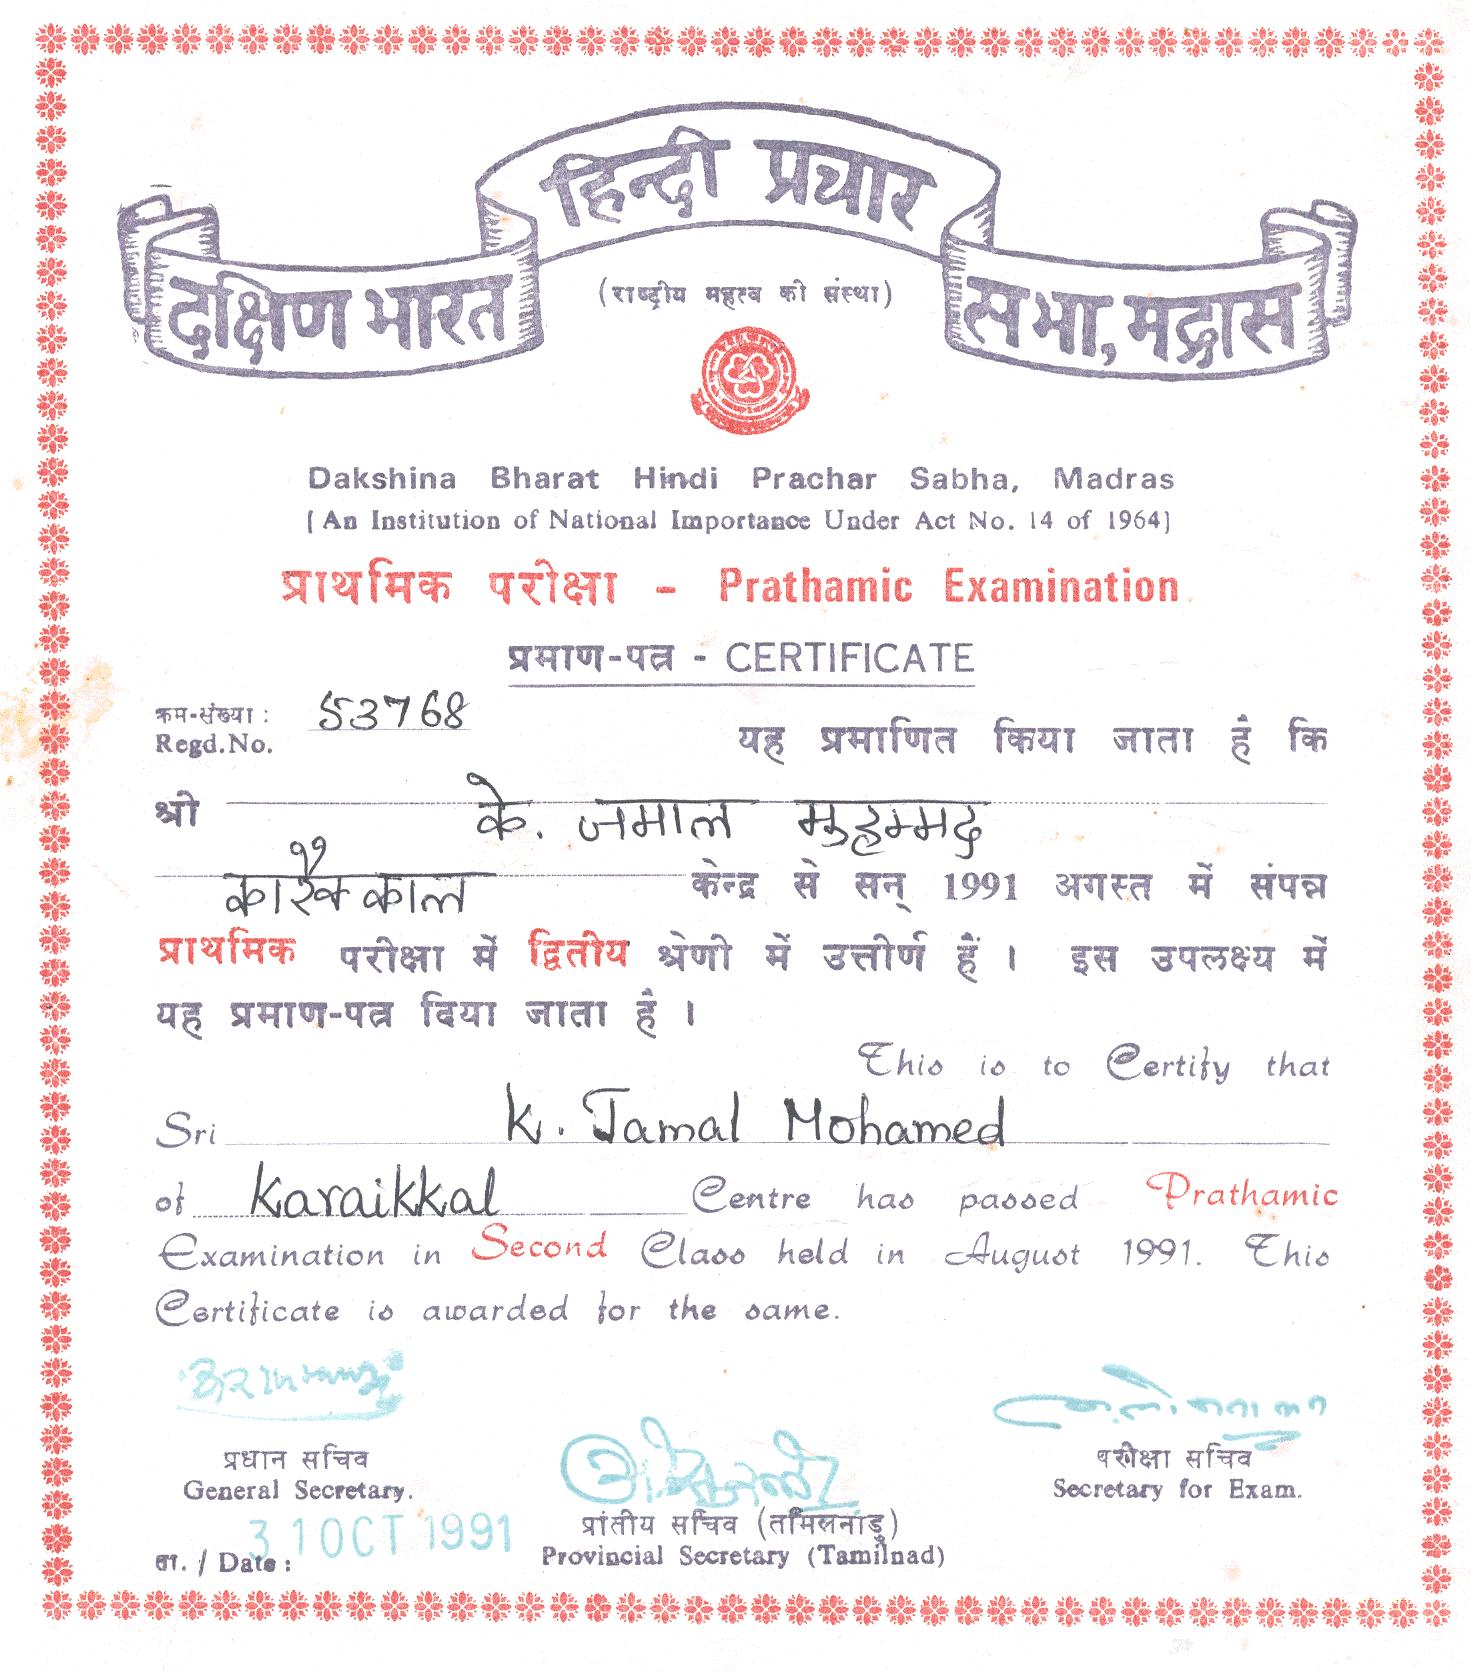 दक्षिण भारत हिन्दी प्रचार सभा, मद्रास
(राष्ट्रीय महत्व की संस्था)
Dakshina Bharat Hindi Prachar Sabha, Madras
(An Institution of National Importance Under Act No. 14 of 1964)
प्राथमिक परीक्षा - Prathamic Examination
प्रमाण-पत्र - CERTIFICATE
क्रम-संख्या : 53768
Regd.No.
यह प्रमाणित किया जाता है कि
श्री के. जमाल मुहम्मद
कारैक्काल केन्द्र से सन् 1991 अगस्त में संपन्न
प्राथमिक परीक्षा में द्वितीय श्रेणी में उत्तीर्ण हैं । इस उपलक्ष्य में
यह प्रमाण-पत्र दिया जाता है ।
This is to Certify that
Sri K. Jamal Mohamed
of Karaikkal Centre has passed Prathamic
Examination in Second Class held in August 1991. This
Certificate is awarded for the same.
प्रधान सचिव
General Secretary.
परीक्षा सचिव
Secretary for Exam.
प्रांतीय सचिव (तमिलनाडु)
Provincial Secretary (Tamilnad)
ता. / Date : 31 OCT 1991